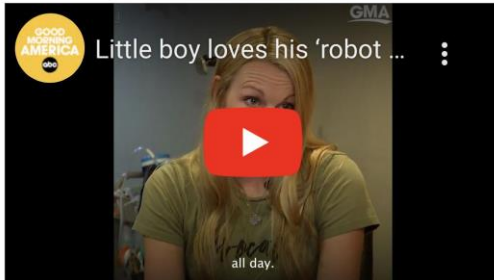 GOOD
MORNING
AMERICA
abc
Little boy loves his ‘robot ...
GMA
all day.